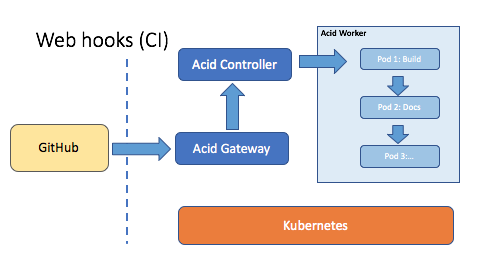 Web hooks (CI)
Acid Controller
Acid Worker
Pod 1: Build
Pod 2: Docs
Pod 3:...
GitHub
Acid Gateway
Kubernetes